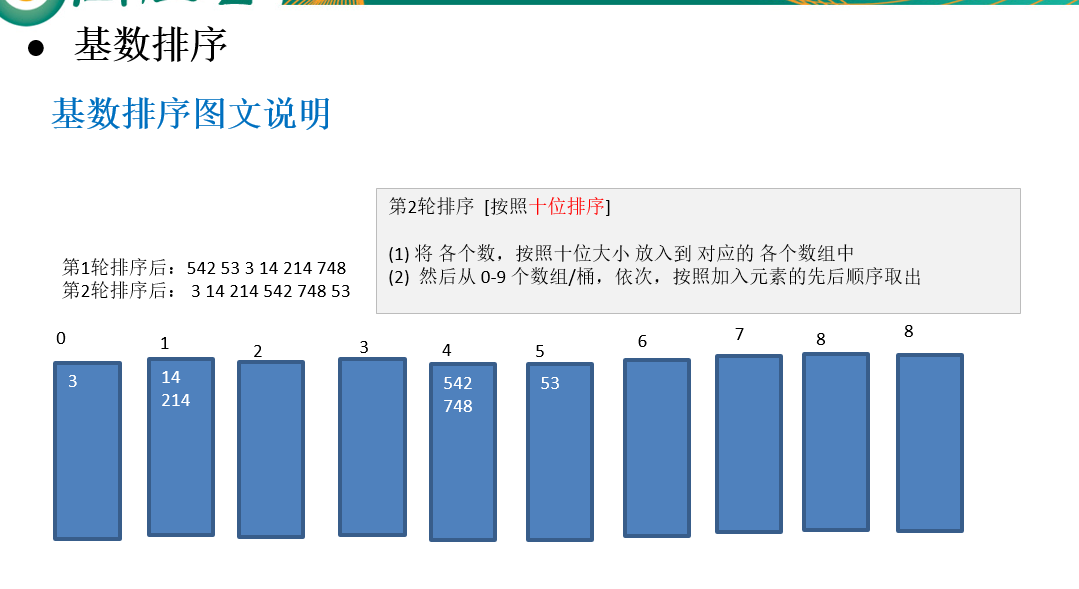 ● 基数排序
基数排序图文说明
第2轮排序 [按照十位排序]
(1) 将 各个数，按照十位大小 放入到 对应的 各个数组中
(2) 然后从 0-9 个数组/桶，依次，按照加入元素的先后顺序取出
第1轮排序后：542 53 3 14 214 748
第2轮排序后： 3 14 214 542 748 53
0 1 2 3 4 5 6 7 8 8
3 14 542 53
214 748